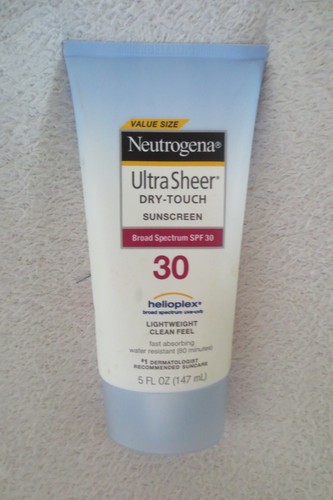 VALUE SIZE
Neutrogena®
Ultra Sheer®
DRY-TOUCH
SUNSCREEN
Broad Spectrum SPF 30
30
helioplex®
broad spectrum uva•uvb
LIGHTWEIGHT
CLEAN FEEL
fast absorbing
water resistant (80 minutes)
#1 DERMATOLOGIST
RECOMMENDED SUNCARE
5 FL OZ (147 mL)